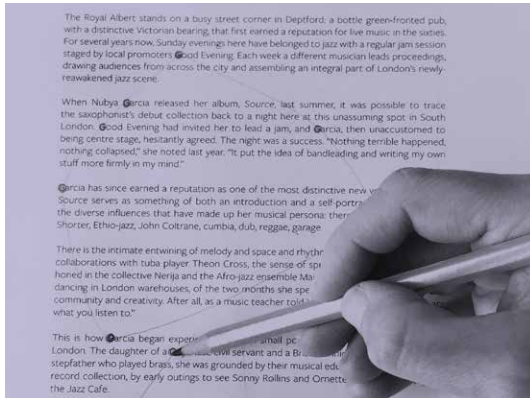 The Royal Albert stands on a busy street corner in Deptford; a bottle green-fronted pub,
with a distinctive Victorian bearing, that first earned a reputation for live music in the sixties.
For several years now, Sunday evenings here have belonged to jazz with a regular jam session
staged by local promoters Good Evening. Each week a different musician leads proceedings,
drawing audiences from across the city and assembling an integral part of London's newly-
reawakened jazz scene.
When Nubya Garcia released her album, Source, last summer, it was possible to trace
the saxophonist's debut collection back to a night here at this unassuming spot in South
London. Good Evening had invited her to lead a jam, and Garcia, then unaccustomed to
being centre stage, hesitantly agreed. The night was a success. "Nothing terrible happened,
nothing collapsed," she noted last year. "It put the idea of bandleading and writing my own
stuff more firmly in my mind."
Garcia has since earned a reputation as one of the most distinctive new
Source serves as something of both an introduction and a
the diverse influences that have made up her musical persona:
Shorter, Ethio-jazz, John Coltrane, cumbia, dub, reggae, garage
There is the intimate entwining of melody and space and
collaborations with tuba player Theon Cross, the sense of
honed in the collective Nerija and the Afro-jazz ensemble
dancing in London warehouses, of the two months she
community and creativity. After all, as a music teacher told
what you listen to."
This is how Garcia began small
London. The daughter of a civil servant and a
stepfather who played brass, she was grounded by their musical
record collection, by early outings to see Sonny Rollins and Ornette
the Jazz Cafe.